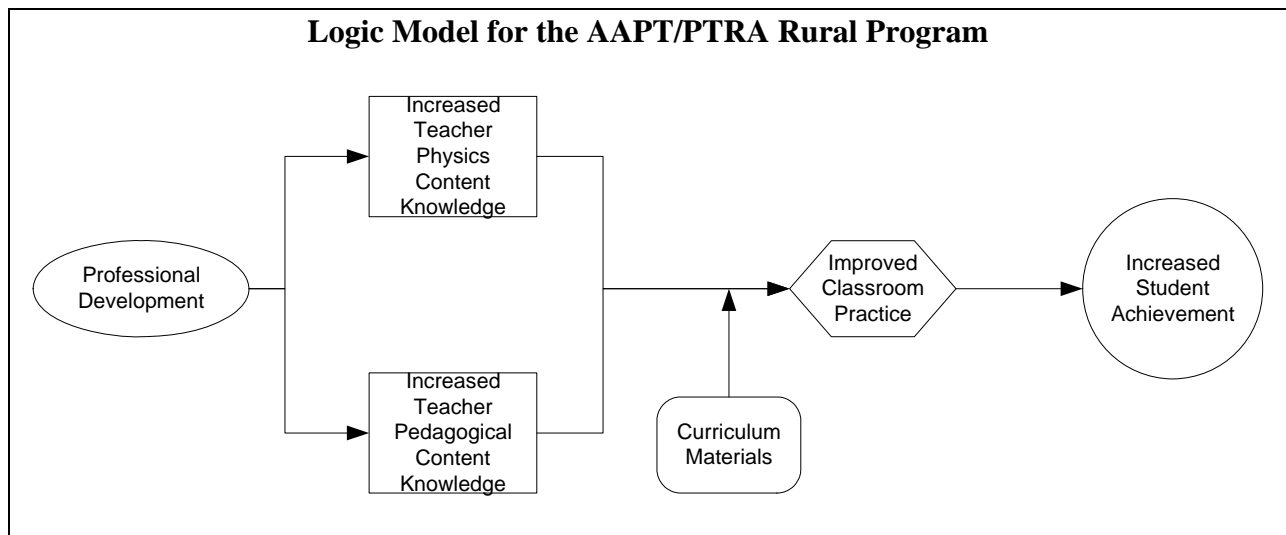 Logic Model for the AAPT/PTRA Rural Program
Increased
Teacher
Physics
Content
Knowledge
Professional
Development
Increased
Teacher
Pedagogical
Content
Knowledge
Curriculum
Materials
Improved
Classroom
Practice
Increased
Student
Achievement